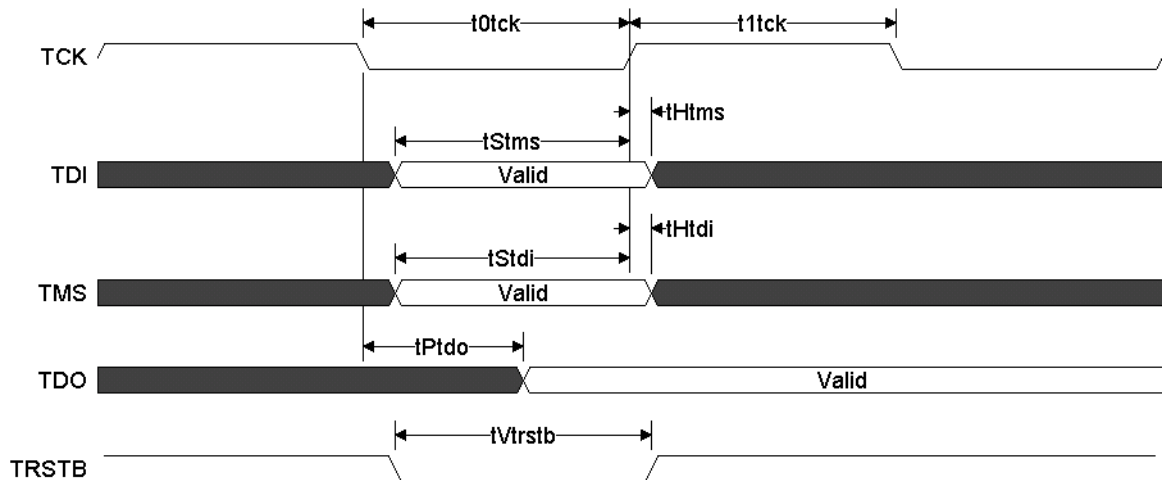 t0tck t1tck
TCK
tHtms
tStms
TDI Valid
tHtdi
tStdi
TMS Valid
tPtdo
TDO Valid
tVtrstb
TRSTB